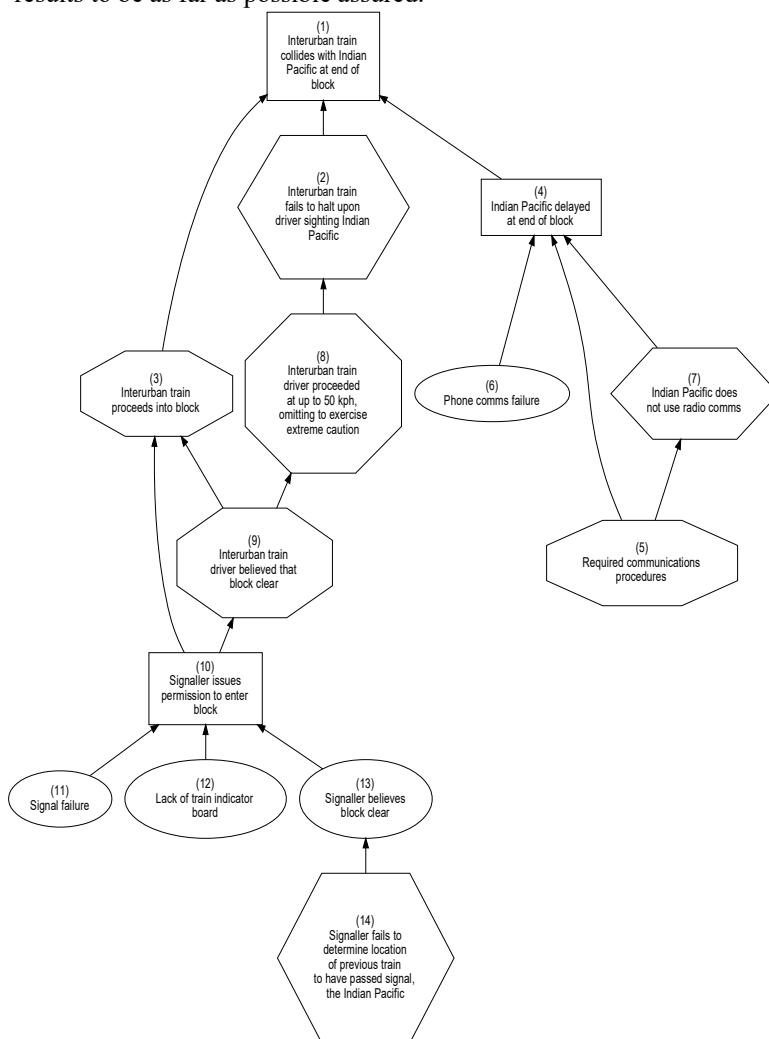 results to be as far as possible assured.
(1)
Interurban train
collides with Indian
Pacific at end of
block
(2)
Interurban train
fails to halt upon
driver sighting Indian
Pacific
(4)
Indian Pacific delayed
at end of block
(3)
Interurban train
proceeds into block
(8)
Interurban train
driver proceeded
at up to 50 kph,
omitting to exercise
extreme caution
(6)
Phone comms failure
(7)
Indian Pacific does
not use radio comms
(9)
Interurban train
driver believed that
block clear
(5)
Required communications
procedures
(10)
Signaller issues
permission to enter
block
(11)
Signal failure
(12)
Lack of train indicator
board
(13)
Signaller believes
block clear
(14)
Signaller fails to
determine location
of previous train
to have passed signal,
the Indian Pacific